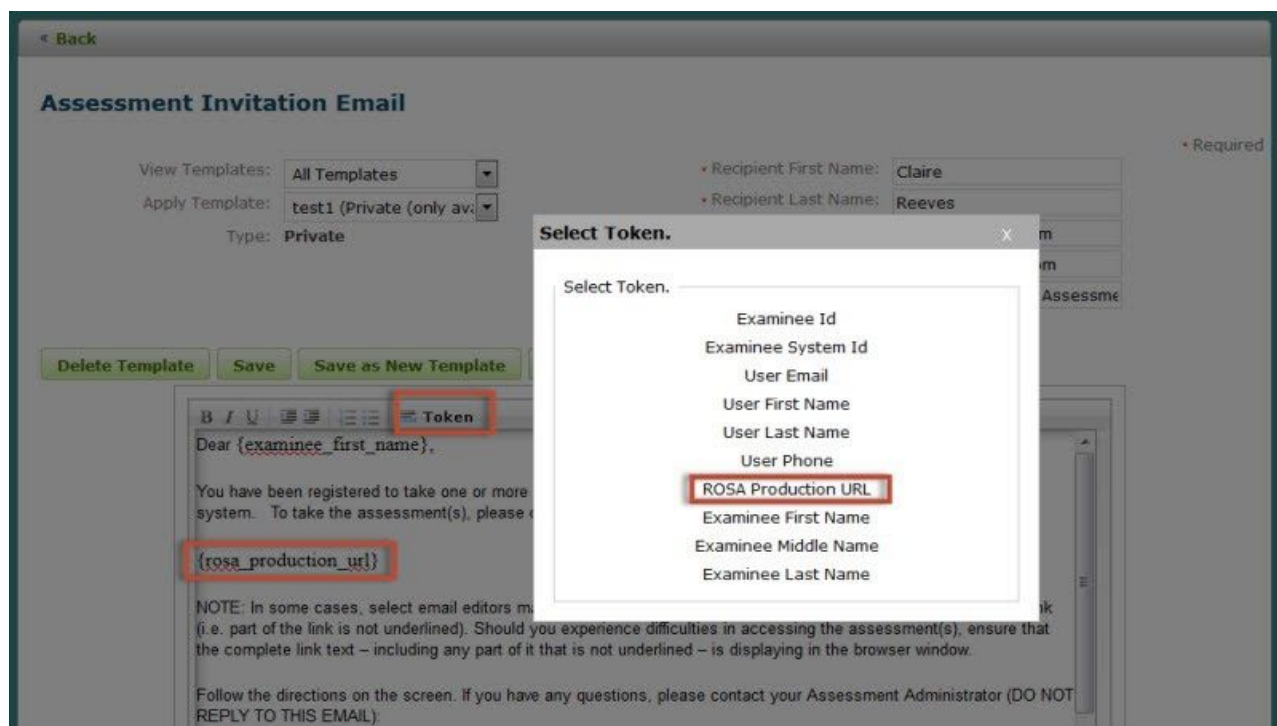 « Back
Assessment Invitation Email
• Required
View Templates: All Templates
• Recipient First Name: Claire
Apply Template: test1 (Private (only av
• Recipient Last Name: Reeves
Type: Private
Select Token. X
m
om
Assessme
Select Token.
Examinee Id
Examinee System Id
User Email
User First Name
User Last Name
User Phone
ROSA Production URL
Examinee First Name
Examinee Middle Name
Examinee Last Name
Delete Template Save Save as New Template
B I U Token
Dear {examinee_first_name},
You have been registered to take one or more
system. To take the assessment(s), please
{rosa_production_url}
NOTE: In some cases, select email editors
(i.e. part of the link is not underlined). Should you experience difficulties in accessing the assessment(s), ensure that
the complete link text – including any part of it that is not underlined – is displaying in the browser window.
Follow the directions on the screen. If you have any questions, please contact your Assessment Administrator (DO NOT
REPLY TO THIS EMAIL):